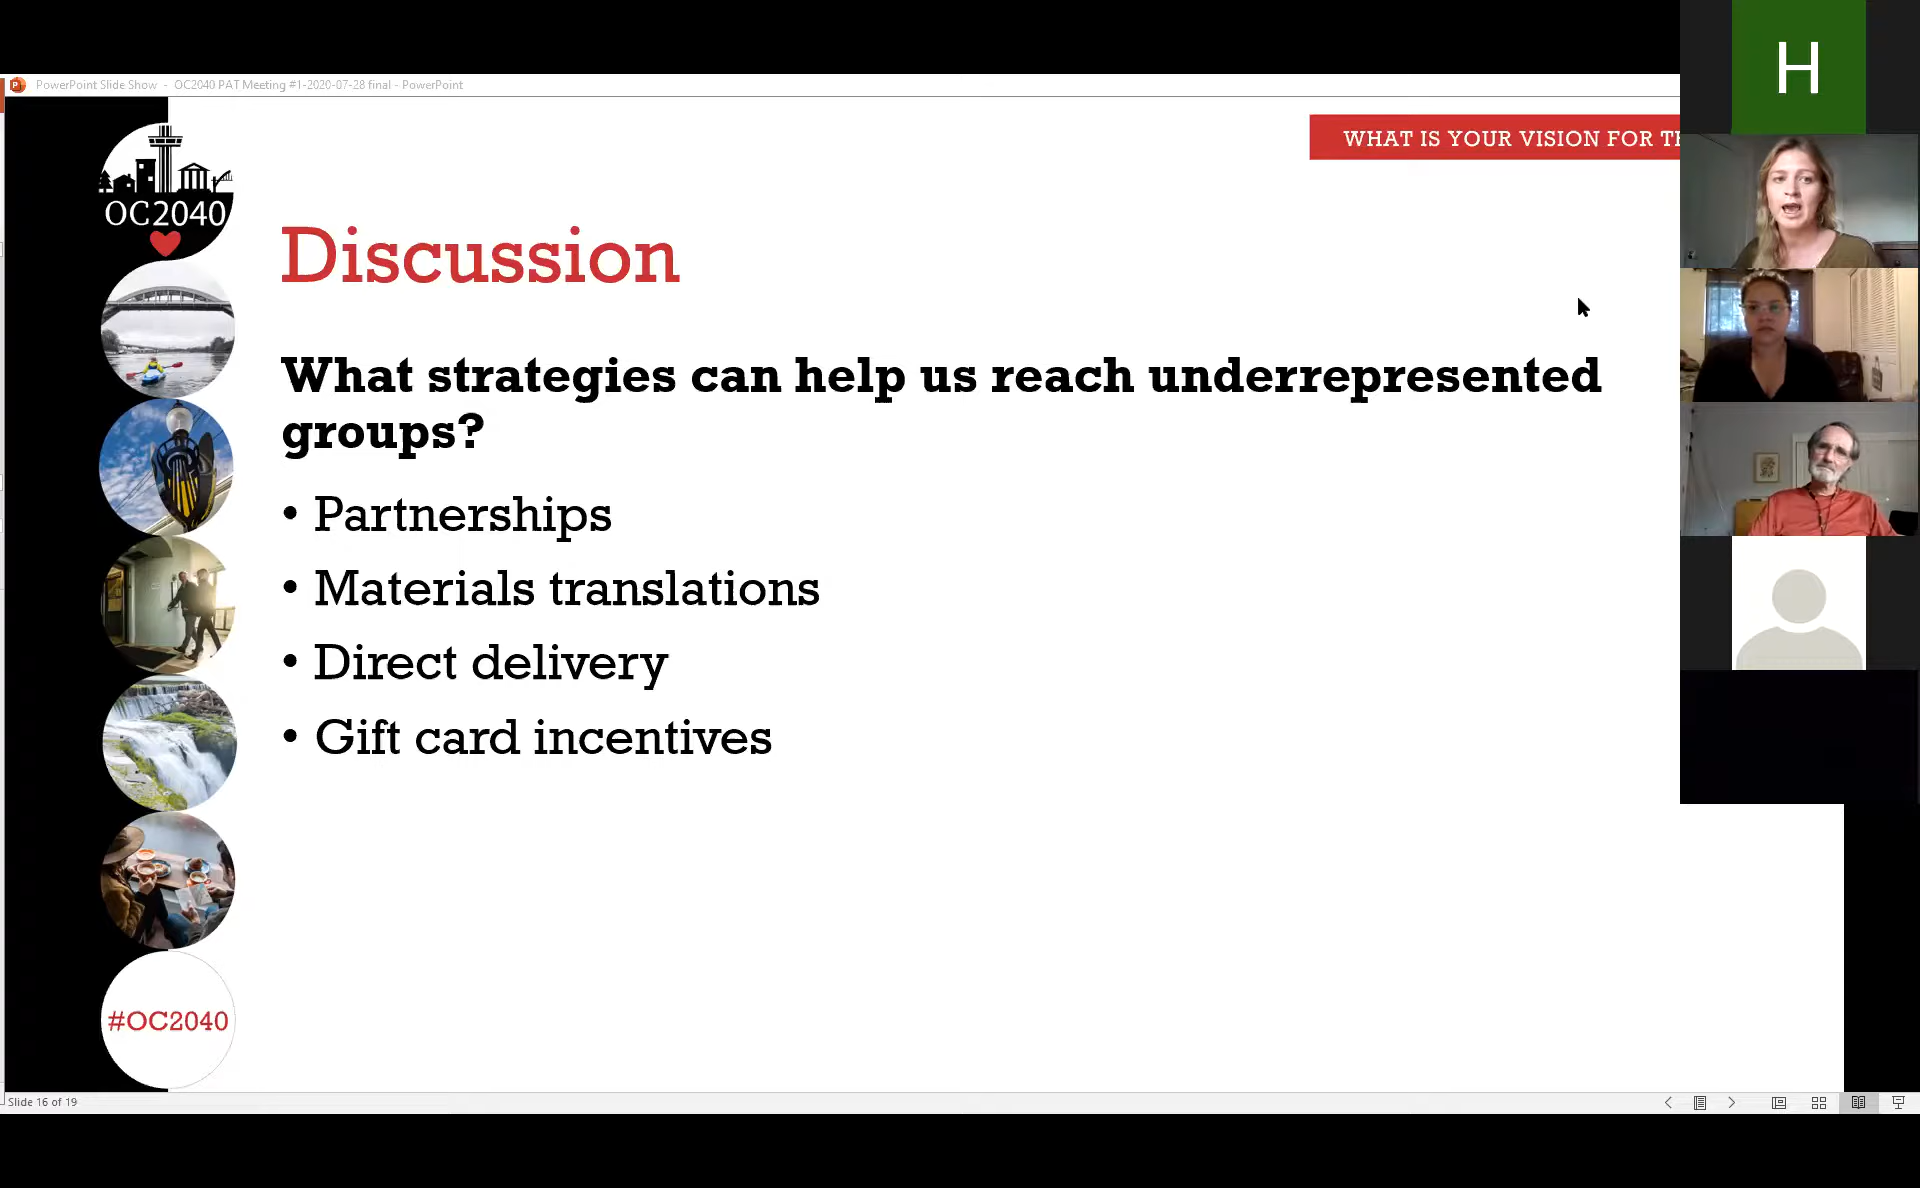 PowerPoint Slide Show - OC2040 PAT Meeting #1-2020-07-28 final - PowerPoint
H
WHAT IS YOUR VISION FOR
OC2040
Discussion
What strategies can help us reach underrepresented
groups?
• Partnerships
• Materials translations
• Direct delivery
• Gift card incentives
#OC2040
Slide 16 of 19